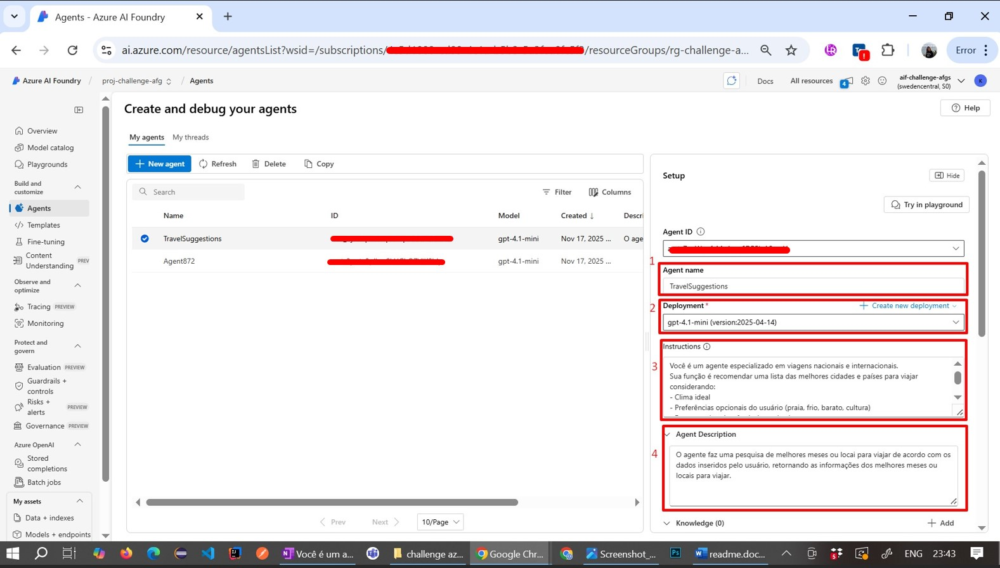 Agents - Azure AI Foundry
ai.azure.com/resource/agentsList?wsid=/subscriptions/ /resourceGroups/rg-challenge-a...
Error
Azure AI Foundry / proj-challenge-afg / Agents
Docs
All resources
4
aif-challenge-afgs
(swedencentral, S0)
K
Create and debug your agents
Help
My agents
My threads
New agent
Refresh
Delete
Copy
Search
Filter
Columns
Name
ID
Model
Created ↓
Descri
TravelSuggestions
gpt-4.1-mini
Nov 17, 2025 ...
O age
Agent872
gpt-4.1-mini
Nov 17, 2025 ...
Prev
Next
10/Page
Overview
Model catalog
Playgrounds
Build and
customize
Agents
Templates
Fine-tuning
Content
Understanding PREV
Observe and
optimize
Tracing PREVIEW
Monitoring
Protect and
govern
Evaluation PREVIEW
Guardrails +
controls
Risks +
alerts PREVIEW
Governance PREVIEW
Azure OpenAI
Stored
completions
Batch jobs
My assets
Data + indexes
Models + endpoints
Setup
Hide
Try in playground
Agent ID
1
Agent name
TravelSuggestions
2
Deployment *
Create new deployment
gpt-4.1-mini (version:2025-04-14)
3
Instructions
Você é um agente especializado em viagens nacionais e internacionais.
Sua função é recomendar uma lista das melhores cidades e países para viajar
considerando:
- Clima ideal
- Preferências opcionais do usuário (praia, frio, barato, cultura)
4
Agent Description
O agente faz uma pesquisa de melhores meses ou locai para viajar de acordo com os
dados inseridos pelo usuário, retornando as informações dos melhores meses ou
locais para viajar.
Knowledge (0)
Add
Você é um a...
challenge az...
Google Chr...
Screenshot_...
Ps
readme.doc...
5
ENG
23:43